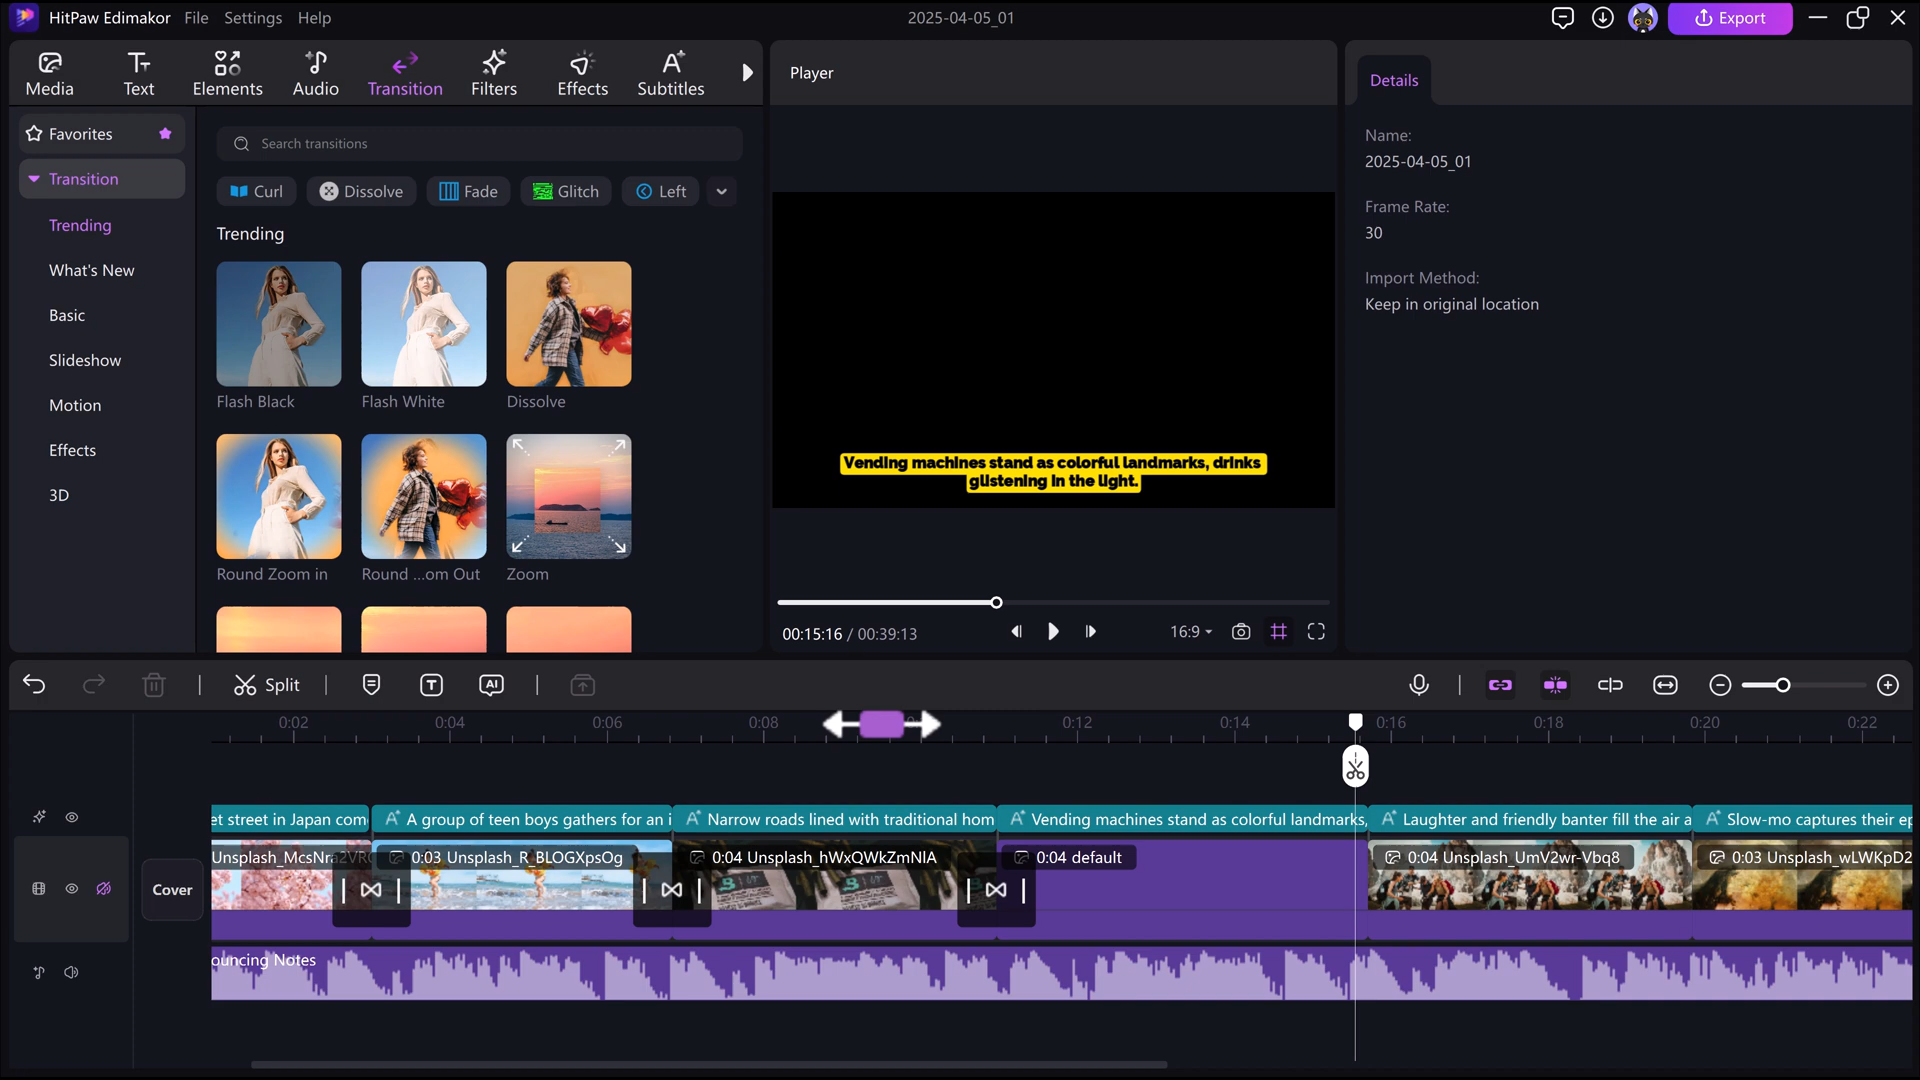 HitPaw Edimakor File Settings Help
2025-04-05_01
Export
Media
Text
Elements
Audio
Transition
Filters
Effects
Subtitles
Player
Details
Favorites
Transition
Trending
What's New
Basic
Slideshow
Motion
Effects
3D
Search transitions
Curl
Dissolve
Fade
Glitch
Left
Trending
Flash Black
Flash White
Dissolve
Round Zoom in
Round ...om Out
Zoom
Vending machines stand as colorful landmarks, drinks
glistening in the light.
00:15:16 / 00:39:13
16:9
Name:
2025-04-05_01
Frame Rate:
30
Import Method:
Keep in original location
Split
T
AI
0:02
0:04
0:06
0:08
0:12
0:14
0:16
0:18
0:20
0:22
et street in Japan com
A group of teen boys gathers for an i
Narrow roads lined with traditional hom
Vending machines stand as colorful landmarks,
Laughter and friendly banter fill the air a
Slow-mo captures their ep
Cover
Unsplash_McsNra2VR
0:03 Unsplash_R_BLOGXpsOg
0:04 Unsplash_hWxQWkZmNIA
0:04 default
0:04 Unsplash_UmV2wr-Vbq8
0:03 Unsplash_wLWKpD2
ouncing Notes